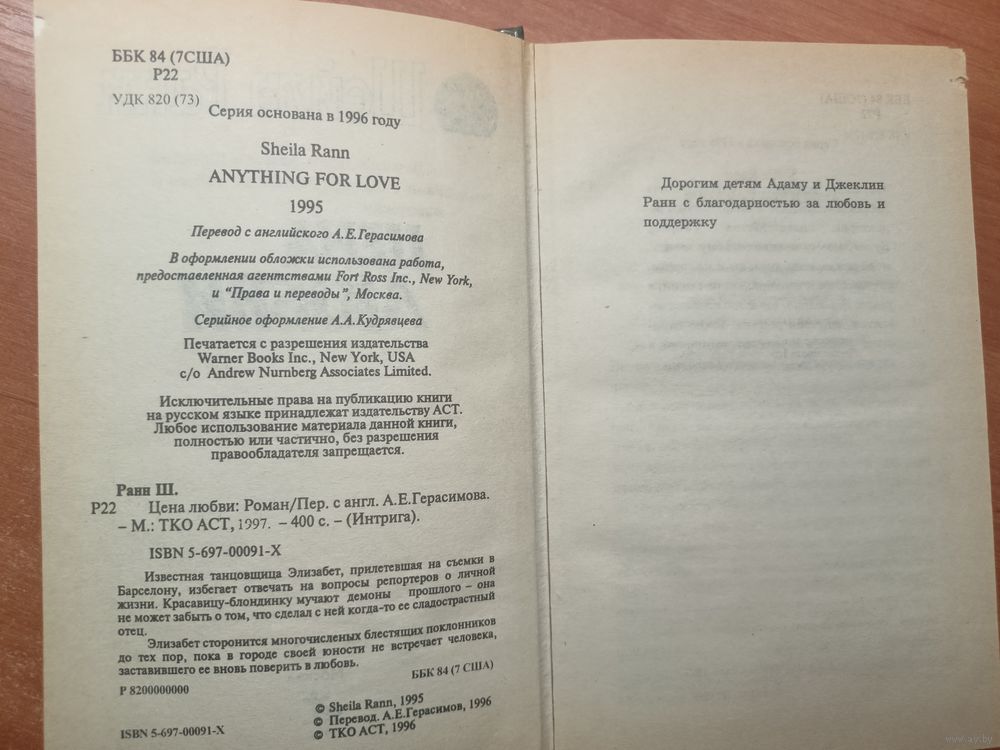 ББК 84 (7США)
Р22
УДК 820 (73)
Серия основана в 1996 году
Sheila Rann
ANYTHING FOR LOVE
1995
Перевод с английского А.Е.Герасимова
В оформлении обложки использована работа,
предоставленная агентствами Fort Ross Inc., New York,
и “Права и переводы”, Москва.
Серийное оформление А.А.Кудрявцева
Печатается с разрешения издательства
Warner Books Inc., New York, USA
c/o Andrew Nurnberg Associates Limited.
Исключительные права на публикацию книги
на русском языке принадлежат издательству АСТ.
Любое использование материала данной книги,
полностью или частично, без разрешения
правообладателя запрещается.
Ранн Ш.
Р22 Цена любви: Роман/Пер. с англ. А.Е.Герасимова.
– М.: ТКО АСТ, 1997. – 400 с. – (Интрига).
ISBN 5-697-00091-X
Известная танцовщица Элизабет, прилетевшая на съемки в
Барселону, избегает отвечать на вопросы репортеров о личной
жизни. Красавицу-блондинку мучают демоны прошлого – она
не может забыть о том, что сделал с ней когда-то ее сладострастный
отец.
Элизабет сторонится многочисленых блестящих поклонников
до тех пор, пока в городе своей юности не встречает человека,
заставившего ее вновь поверить в любовь.
ББК 84 (7 США)
Р 8200000000
ISBN 5-697-00091-X
© Sheila Rann, 1995
© Перевод. А.Е.Герасимов, 1996
© ТКО АСТ, 1996
Дорогим детям Адаму и Джеклин
Ранн с благодарностью за любовь и
поддержку
www.ay.by